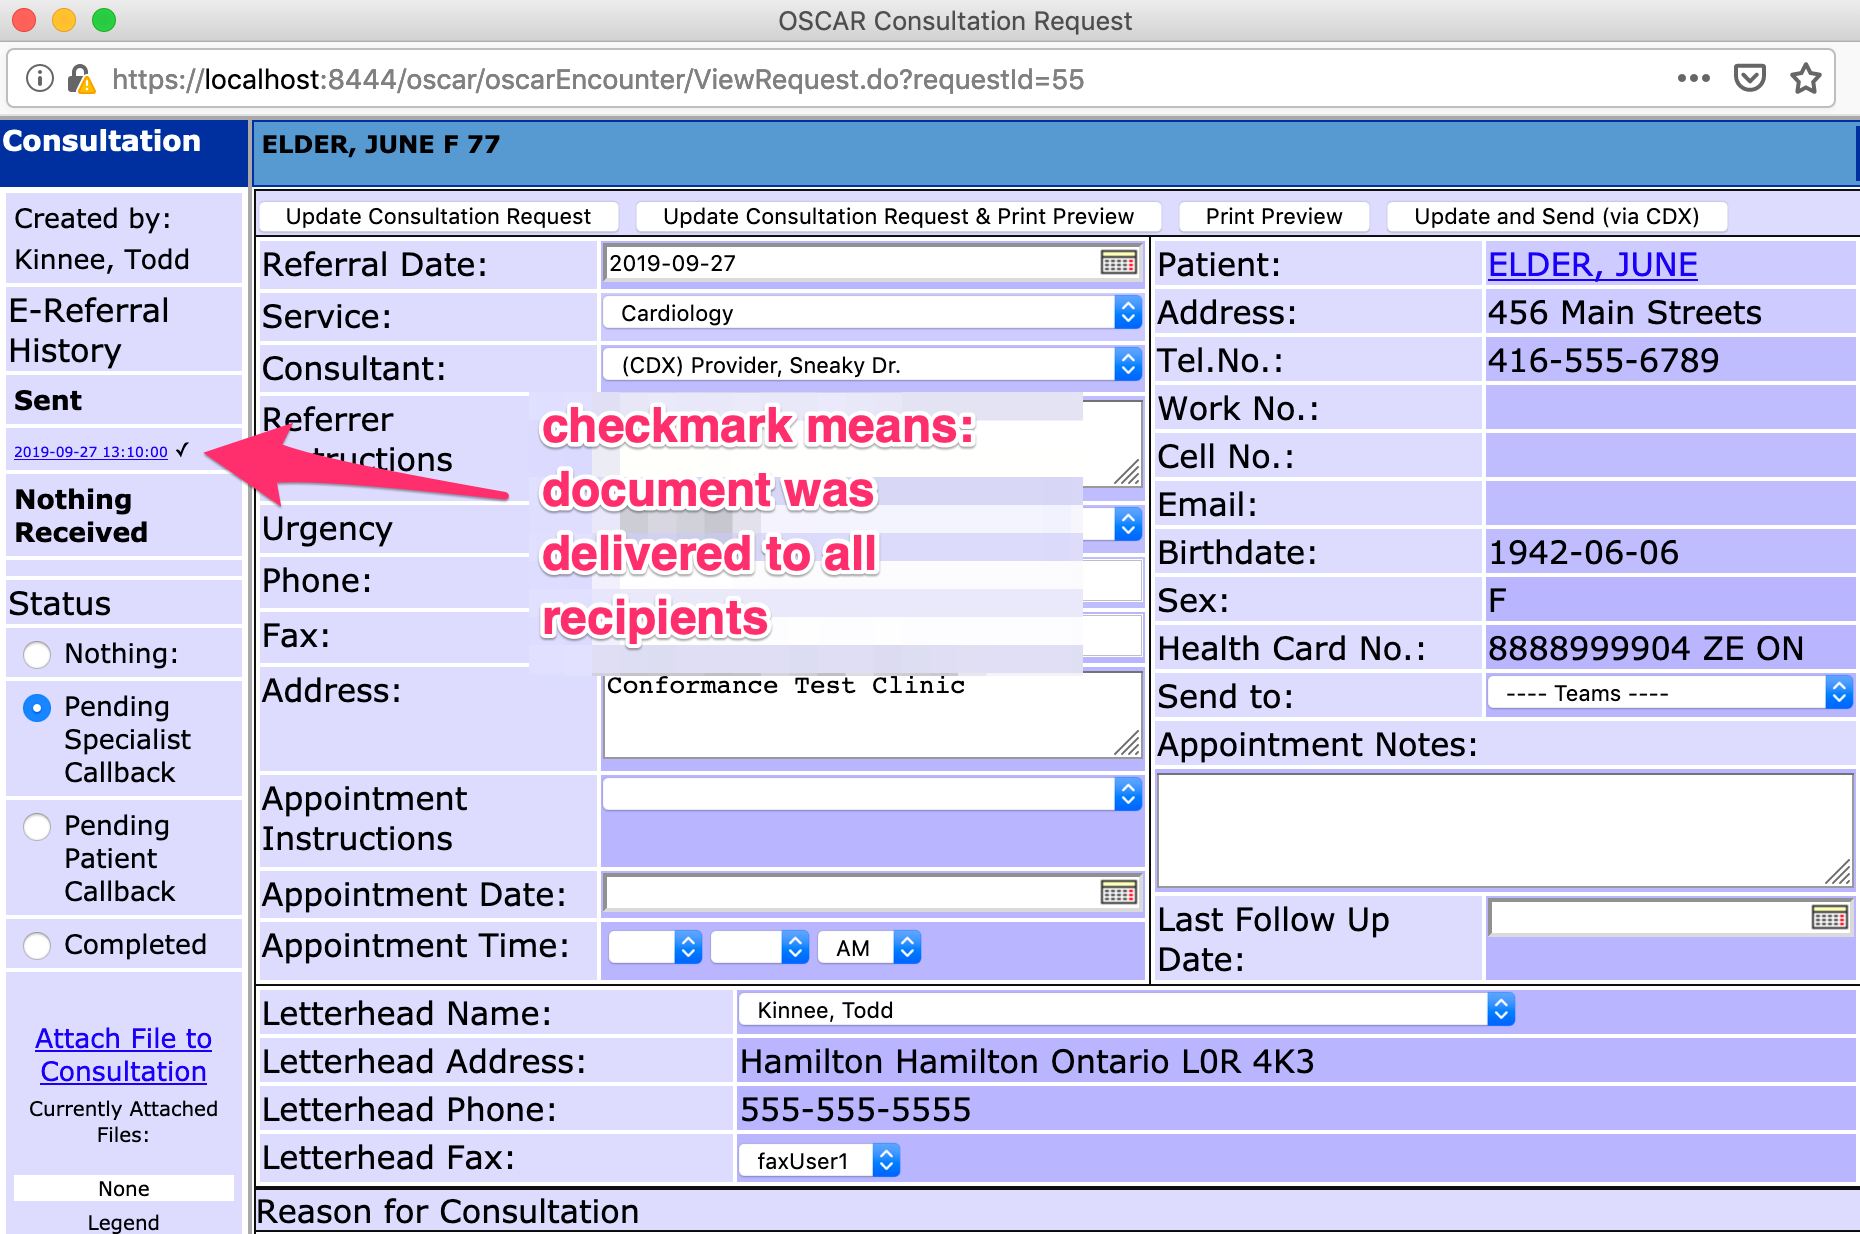 OSCAR Consultation Request
https://localhost:8444/oscar/oscarEncounter/ViewRequest.do?requestId=55
Consultation
ELDER, JUNE F 77
Created by:
Kinnee, Todd
E-Referral
History
Sent
2019-09-27 13:10:00 ✓
Nothing
Received
Status
Nothing:
Pending
Specialist
Callback
Pending
Patient
Callback
Completed
Attach File to
Consultation
Currently Attached
Files:
None
Legend
Update Consultation Request
Update Consultation Request & Print Preview
Print Preview
Update and Send (via CDX)
Referral Date: 2019-09-27
Service: Cardiology
Consultant: (CDX) Provider, Sneaky Dr.
Referrer
tructions
checkmark means:
document was
delivered to all
recipients
Urgency
Phone:
Fax:
Address: Conformance Test Clinic
Appointment
Instructions
Appointment Date:
Appointment Time: AM
Patient: ELDER, JUNE
Address: 456 Main Streets
Tel.No.: 416-555-6789
Work No.:
Cell No.:
Email:
Birthdate: 1942-06-06
Sex: F
Health Card No.: 8888999904 ZE ON
Send to: ---- Teams ----
Appointment Notes:
Last Follow Up
Date:
Letterhead Name: Kinnee, Todd
Letterhead Address: Hamilton Hamilton Ontario L0R 4K3
Letterhead Phone: 555-555-5555
Letterhead Fax: faxUser1
Reason for Consultation